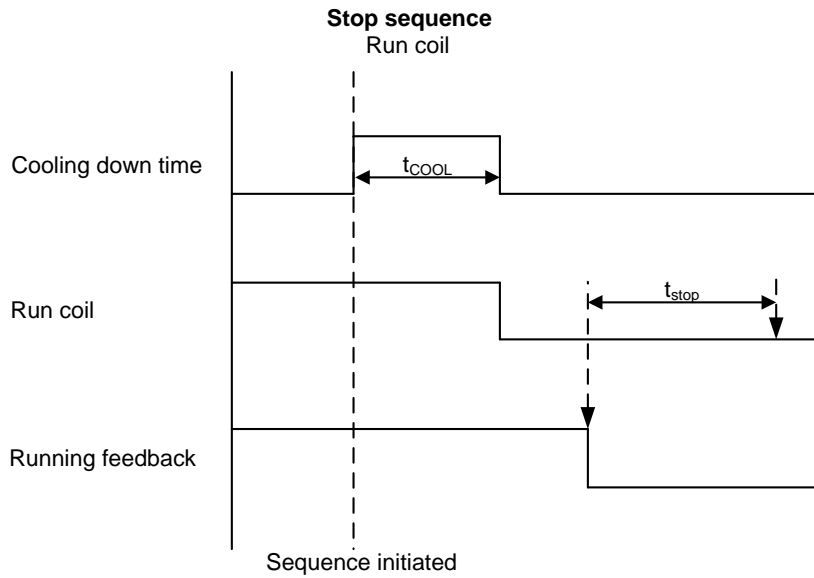 Stop sequence
Run coil
Cooling down time
tCOOL
Run coil
tstop
Running feedback
Sequence initiated